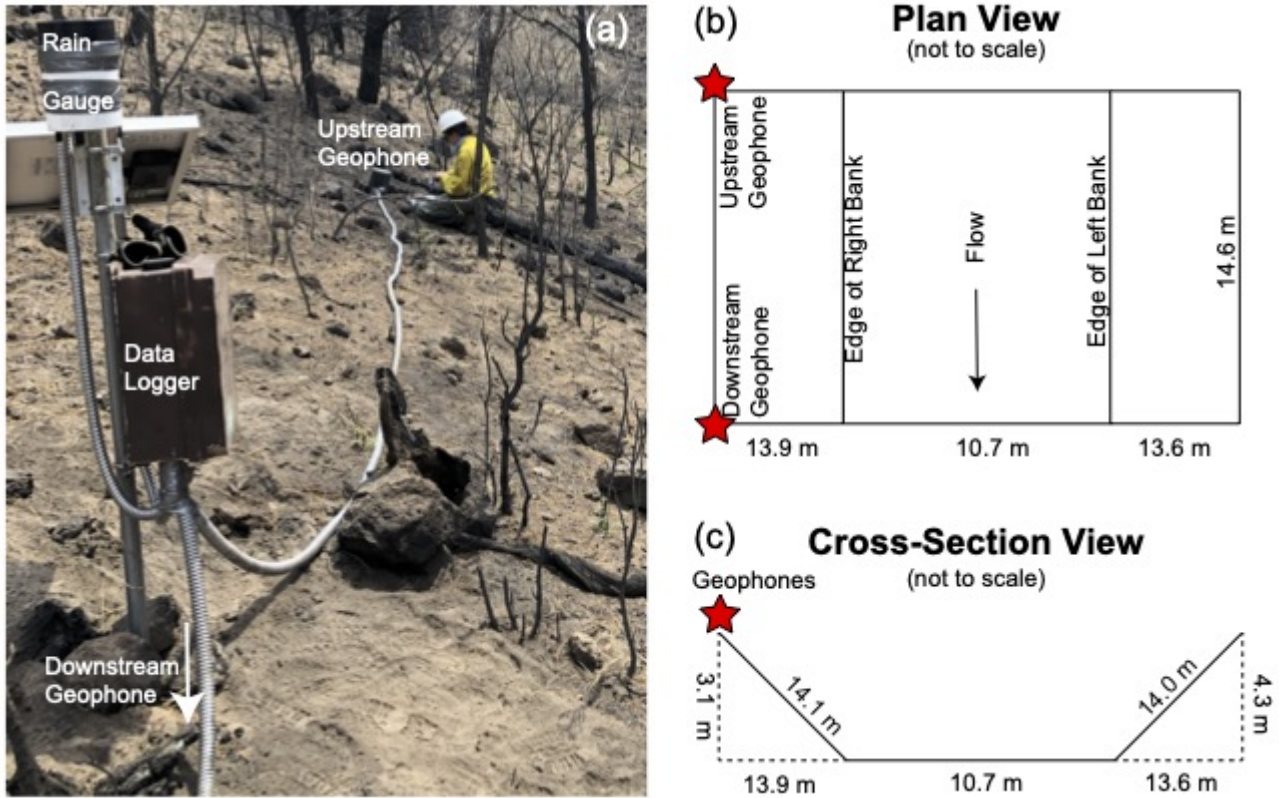 (a)
Rain
Gauge
Upstream
Geophone
Data
Logger
Downstream
Geophone
(b)
Plan View
(not to scale)
Upstream
Geophone
Downstream
Geophone
Edge of Right Bank
Flow
Edge of Left Bank
14.6 m
13.9 m
10.7 m
13.6 m
(c)
Cross-Section View
(not to scale)
Geophones
3.1 m
14.1 m
14.0 m
4.3 m
13.9 m
10.7 m
13.6 m